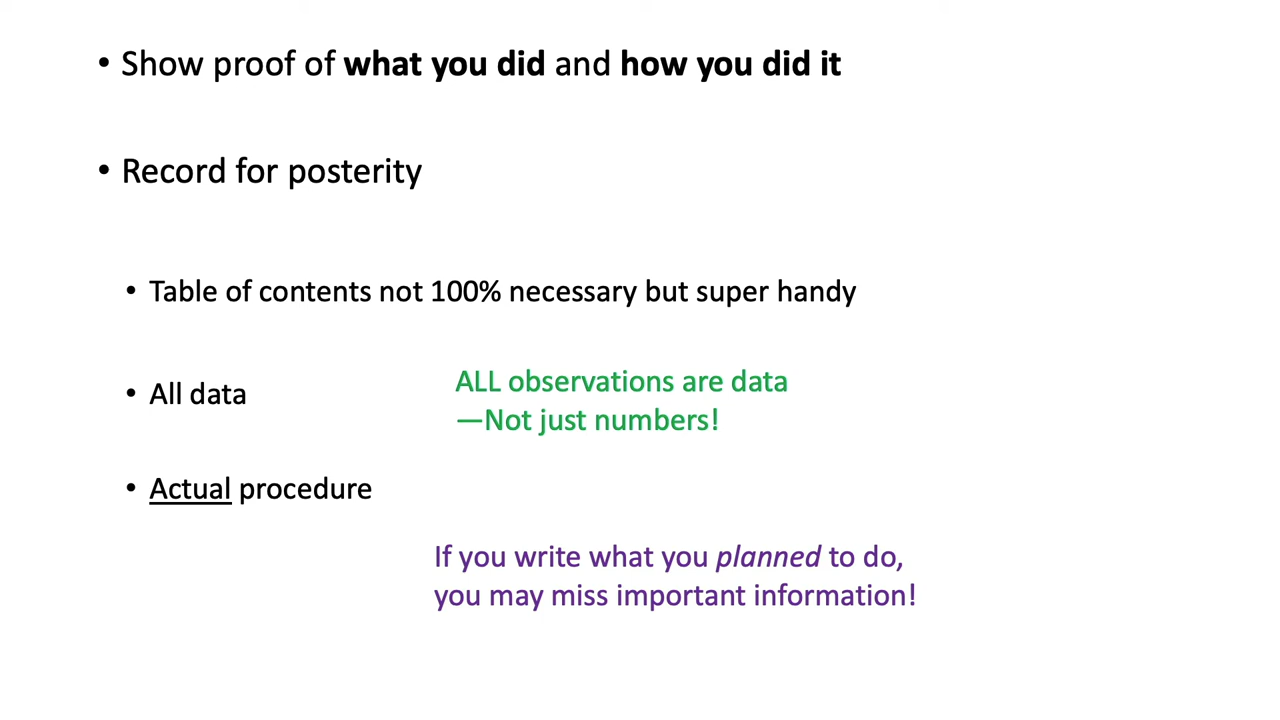 • Show proof of what you did and how you did it
• Record for posterity
• Table of contents not 100% necessary but super handy
• All data
ALL observations are data
—Not just numbers!
• Actual procedure
If you write what you planned to do,
you may miss important information!